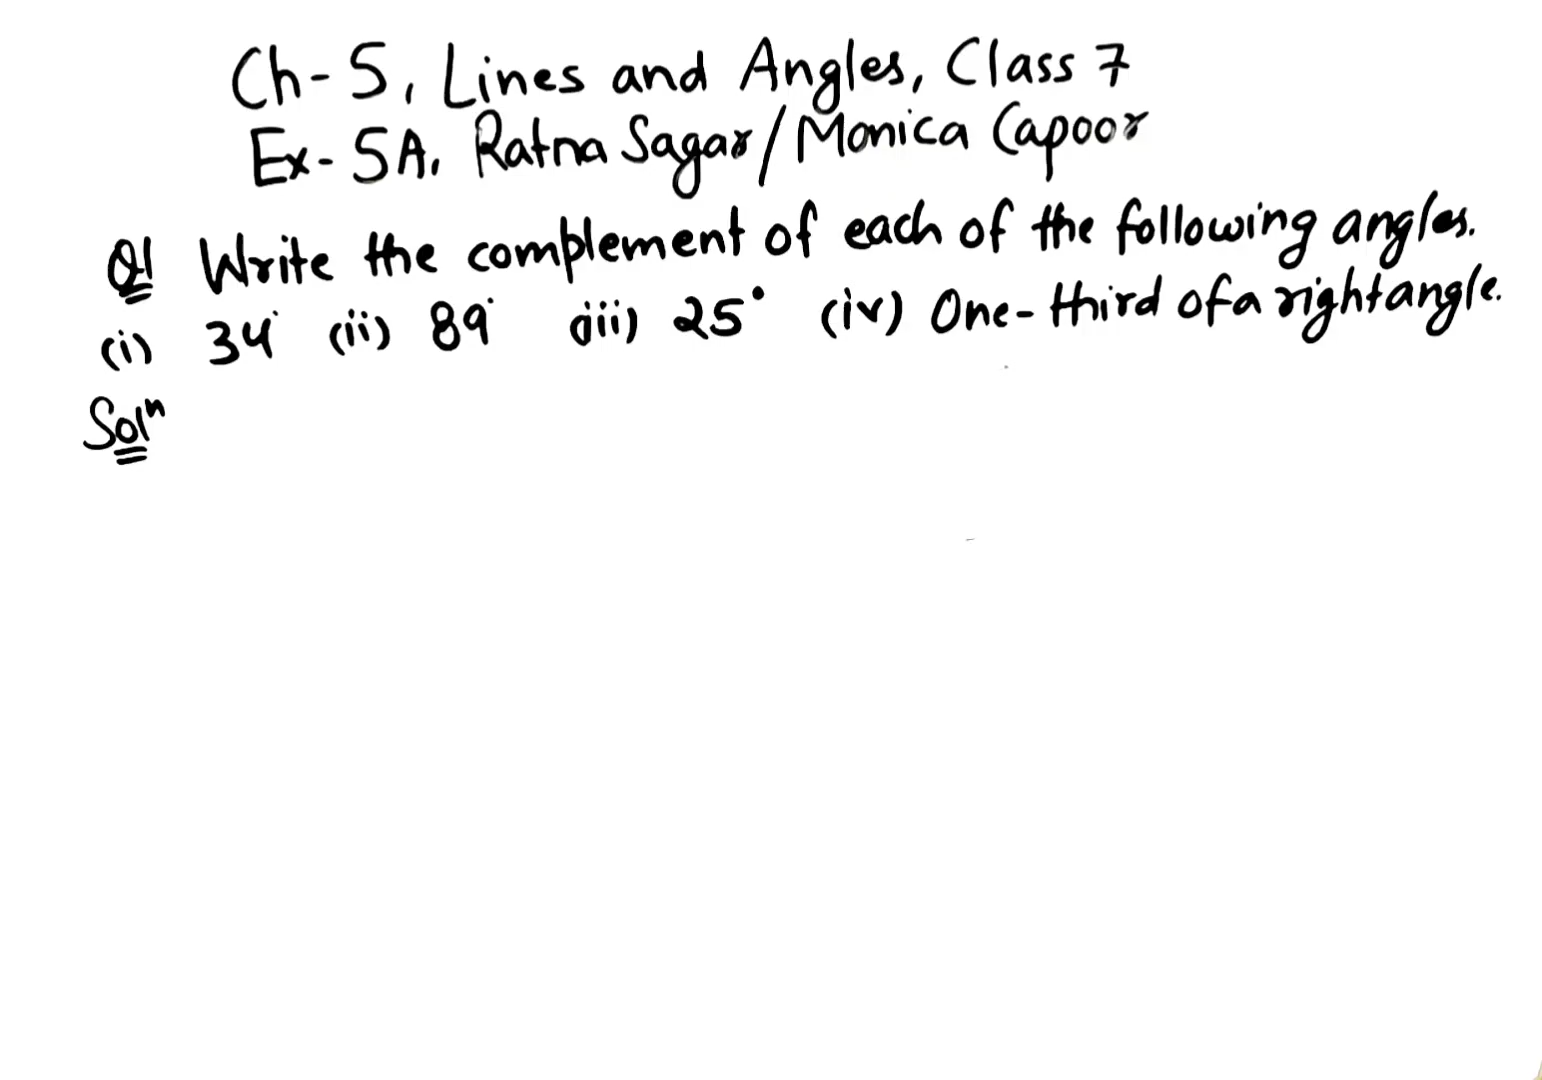 Ch-5, Lines and Angles, Class 7
Ex-5A, Ratna Sagar/Monica Capoor
Q1 Write the complement of each of the following angles.
(i) 34° (ii) 89° (iii) 25° (iv) One-third of a right angle.
Solⁿ